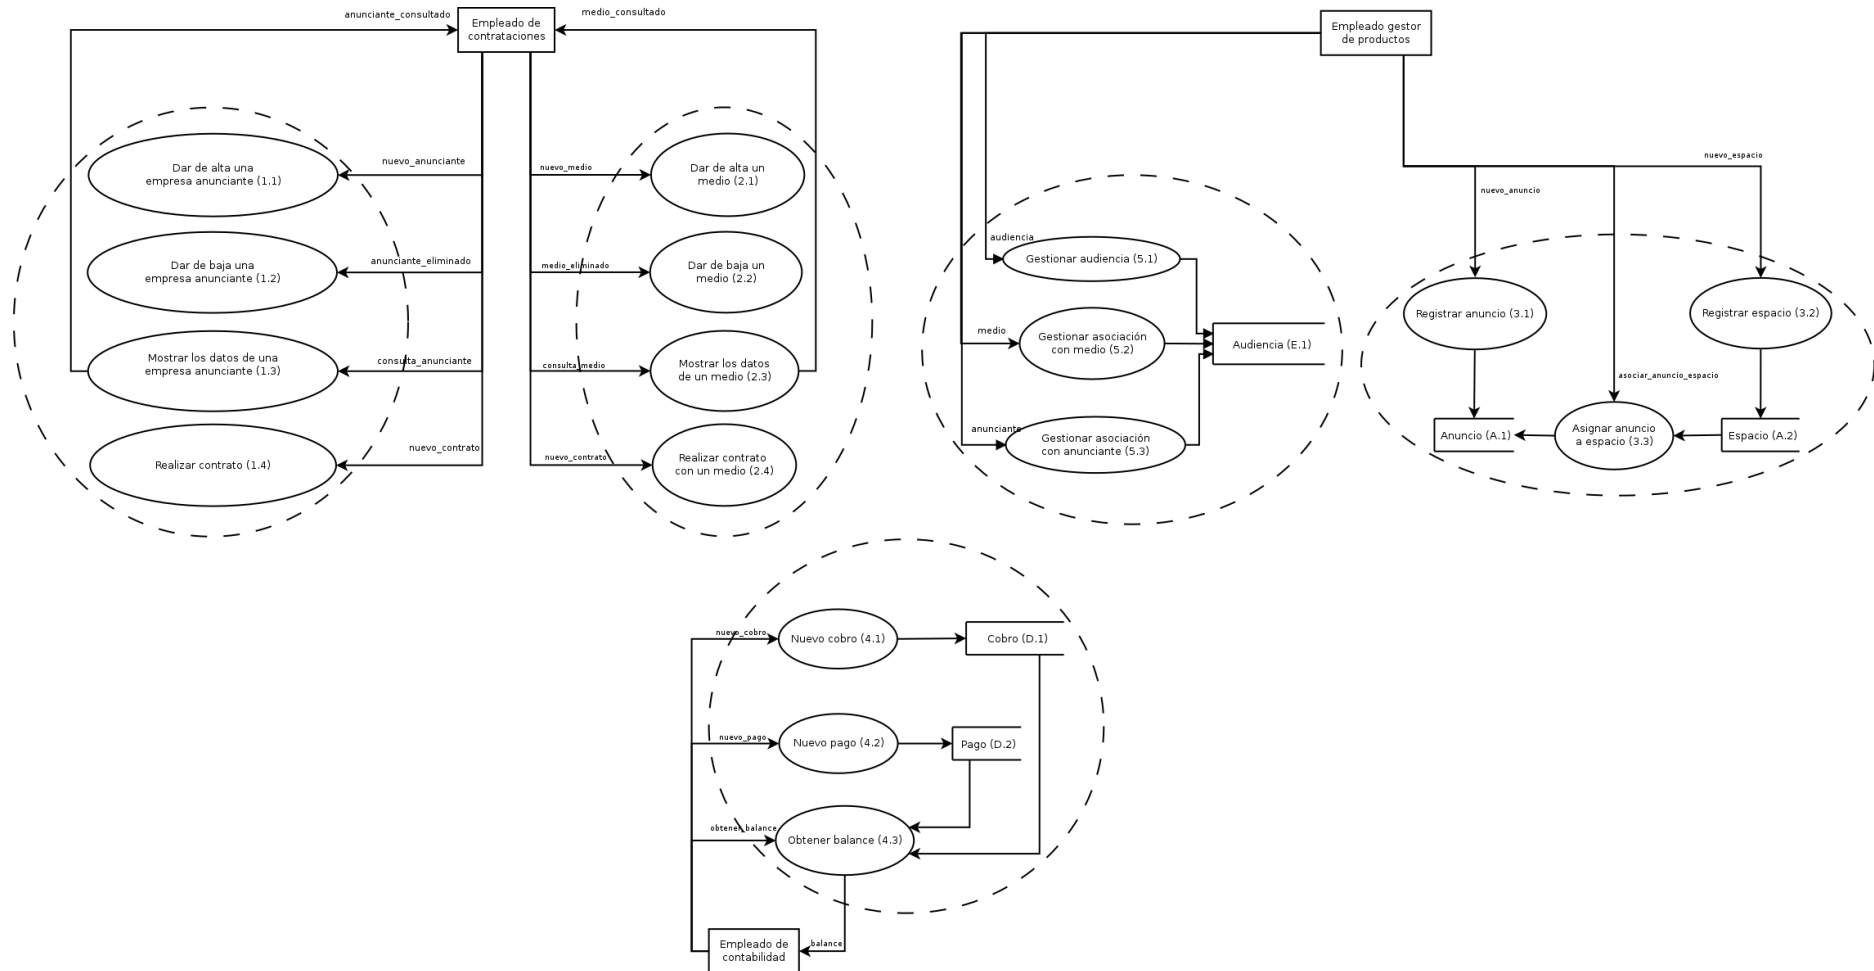 anunciante_consultado
Empleado de
contrataciones
medio_consultado
Empleado gestor
de productos
Dar de alta una
empresa anunciante (1.1)
nuevo_anunciante
nuevo_medio
Dar de alta un
medio (2.1)
nuevo_espacio
nuevo_anuncio
Dar de baja una
empresa anunciante (1.2)
anunciante_eliminado
medio_eliminado
Dar de baja un
medio (2.2)
audiencia
Gestionar audiencia (5.1)
Registrar anuncio (3.1)
Registrar espacio (3.2)
Mostrar los datos de una
empresa anunciante (1.3)
consulta_anunciante
consulta_medio
Mostrar los datos
de un medio (2.3)
medio
Gestionar asociación
con medio (5.2)
Audiencia (E.1)
asociar_anuncio_espacio
Realizar contrato (1.4)
nuevo_contrato
nuevo_contrato
Realizar contrato
con un medio (2.4)
anunciante
Gestionar asociación
con anunciante (5.3)
Anuncio (A.1)
Asignar anuncio
a espacio (3.3)
Espacio (A.2)
nuevo_cobro
Nuevo cobro (4.1)
Cobro (D.1)
nuevo_pago
Nuevo pago (4.2)
Pago (D.2)
obtener_balance
Obtener balance (4.3)
Empleado de
contabilidad
balance